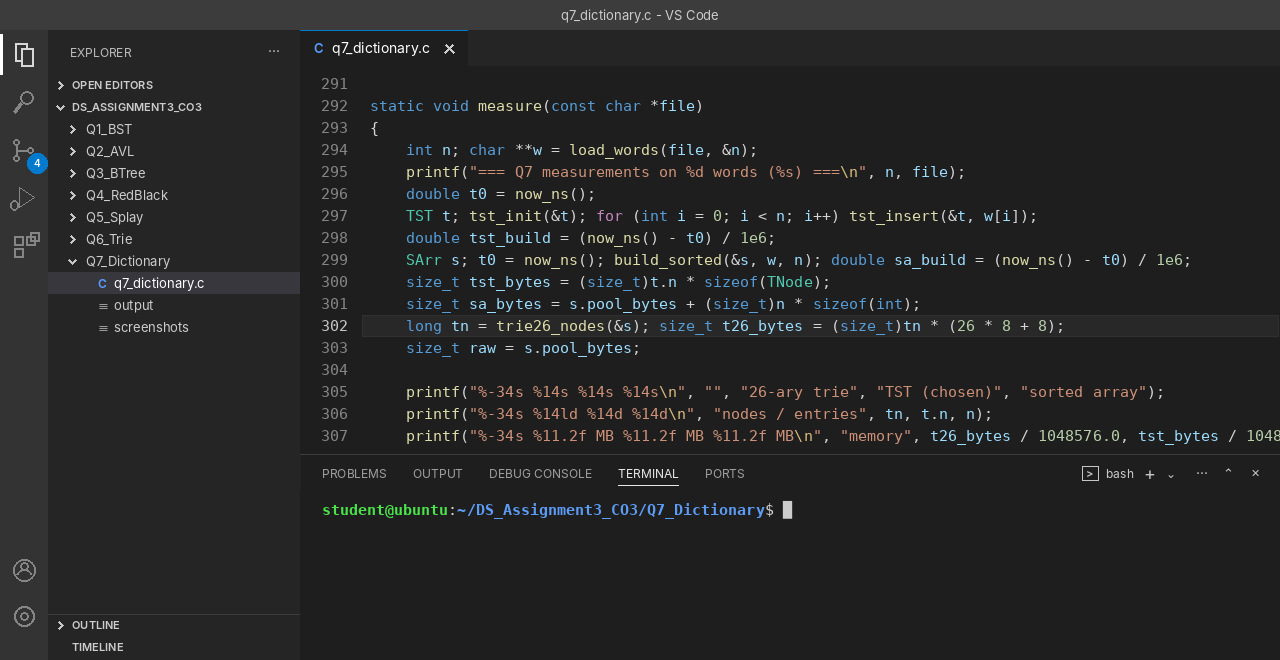 q7_dictionary.c - VS Code
EXPLORER
OPEN EDITORS
DS_ASSIGNMENT3_CO3
Q1_BST
Q2_AVL
4
Q3_BTree
Q4_RedBlack
Q5_Splay
Q6_Trie
Q7_Dictionary
C q7_dictionary.c
output
screenshots
OUTLINE
TIMELINE
C q7_dictionary.c
291
292 static void measure(const char *file)
293 {
294     int n; char **w = load_words(file, &n);
295     printf("=== Q7 measurements on %d words (%s) ===\n", n, file);
296     double t0 = now_ns();
297     TST t; tst_init(&t); for (int i = 0; i < n; i++) tst_insert(&t, w[i]);
298     double tst_build = (now_ns() - t0) / 1e6;
299     SArr s; t0 = now_ns(); build_sorted(&s, w, n); double sa_build = (now_ns() - t0) / 1e6;
300     size_t tst_bytes = (size_t)t.n * sizeof(TNode);
301     size_t sa_bytes = s.pool_bytes + (size_t)n * sizeof(int);
302     long tn = trie26_nodes(&s); size_t t26_bytes = (size_t)tn * (26 * 8 + 8);
303     size_t raw = s.pool_bytes;
304
305     printf("%-34s %14s %14s %14s\n", "", "26-ary trie", "TST (chosen)", "sorted array");
306     printf("%-34s %14ld %14d %14d\n", "nodes / entries", tn, t.n, n);
307     printf("%-34s %11.2f MB %11.2f MB %11.2f MB\n", "memory", t26_bytes / 1048576.0, tst_bytes / 1048
PROBLEMS OUTPUT DEBUG CONSOLE TERMINAL PORTS
bash
student@ubuntu:~/DS_Assignment3_CO3/Q7_Dictionary$